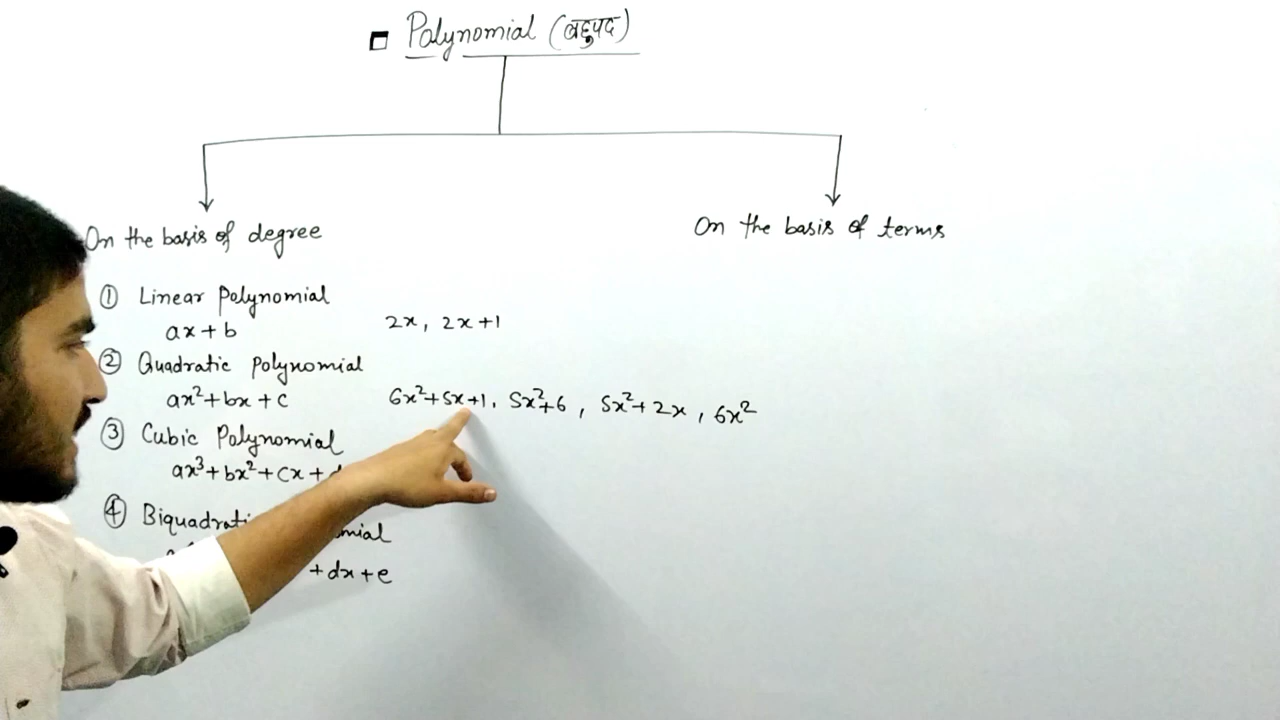 Polynomial (बहुपद)
On the basis of degree
On the basis of terms
① Linear Polynomial
ax + b 2x, 2x+1
② Quadratic Polynomial
ax²+bx+c 6x²+5x+1, 5x²+6, 5x²+2x, 6x²
③ Cubic Polynomial
ax³+bx²+cx+
④
+dx+e